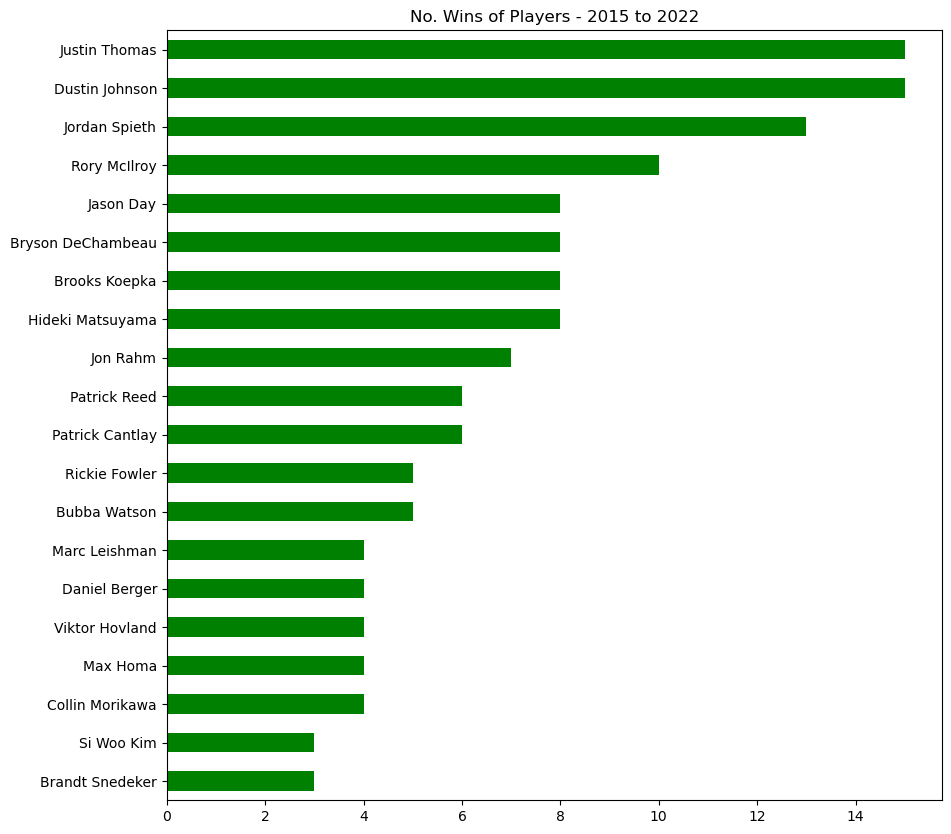 No. Wins of Players - 2015 to 2022
Justin Thomas
Dustin Johnson
Jordan Spieth
Rory McIlroy
Jason Day
Bryson DeChambeau
Brooks Koepka
Hideki Matsuyama
Jon Rahm
Patrick Reed
Patrick Cantlay
Rickie Fowler
Bubba Watson
Marc Leishman
Daniel Berger
Viktor Hovland
Max Homa
Collin Morikawa
Si Woo Kim
Brandt Snedeker
0 2 4 6 8 10 12 14